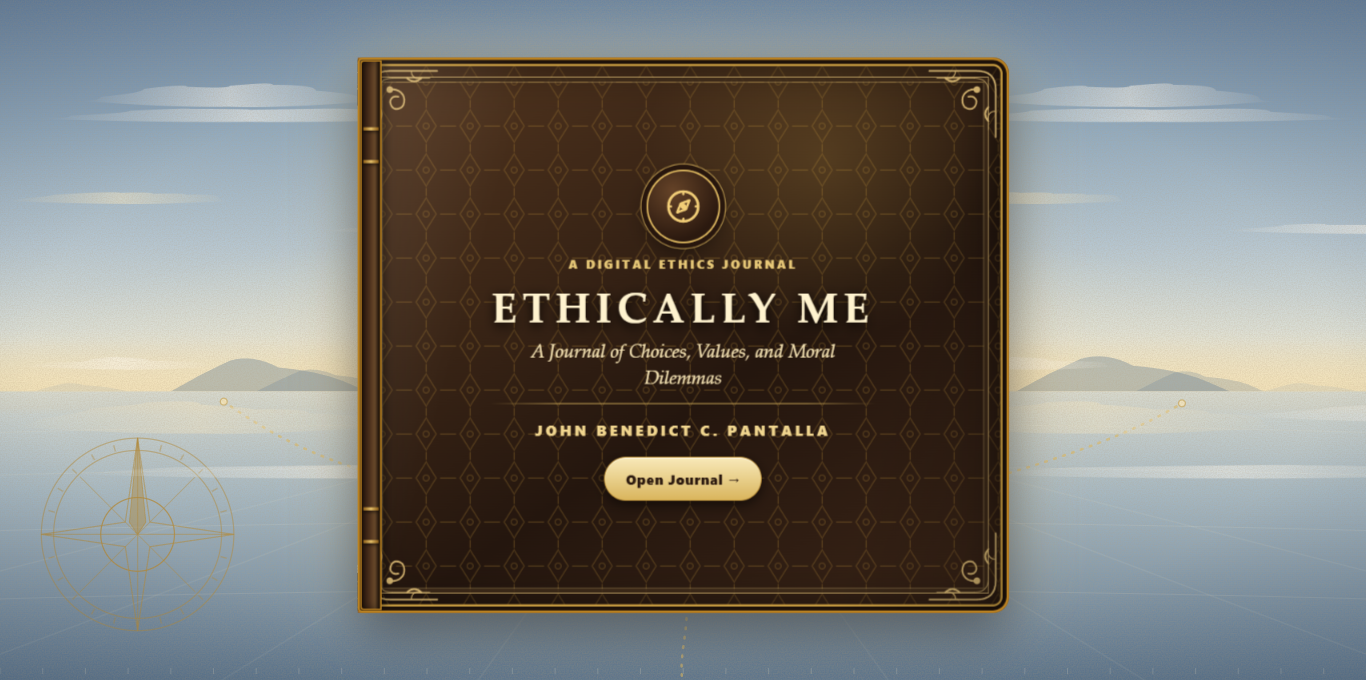 A DIGITAL ETHICS JOURNAL
ETHICALLY ME
A Journal of Choices, Values, and Moral
Dilemmas
JOHN BENEDICT C. PANTALLA
Open Journal →